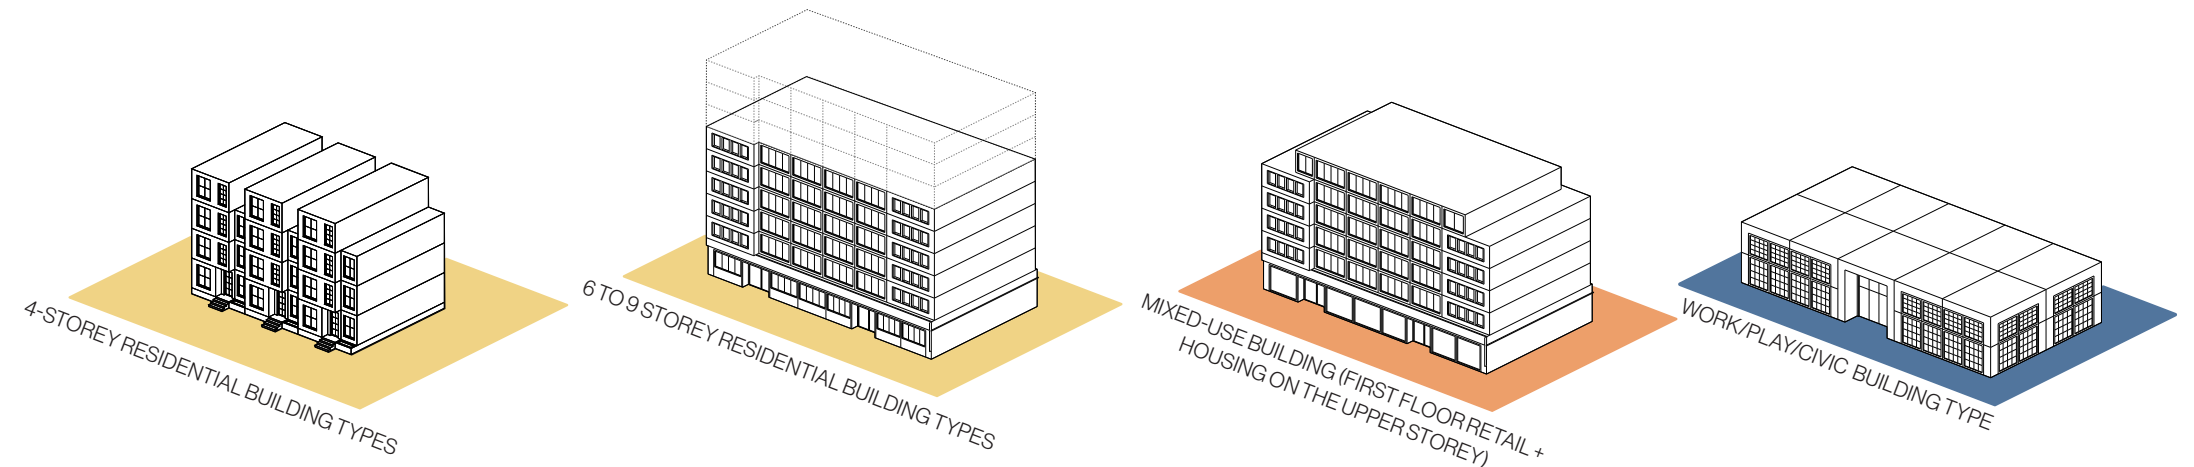 4-STOREY RESIDENTIAL BUILDING TYPES
6 TO 9 STOREY RESIDENTIAL BUILDING TYPES
MIXED-USE BUILDING (FIRST FLOOR RETAIL +
HOUSING ON THE UPPER STOREY)
WORK/PLAY/CIVIC BUILDING TYPE